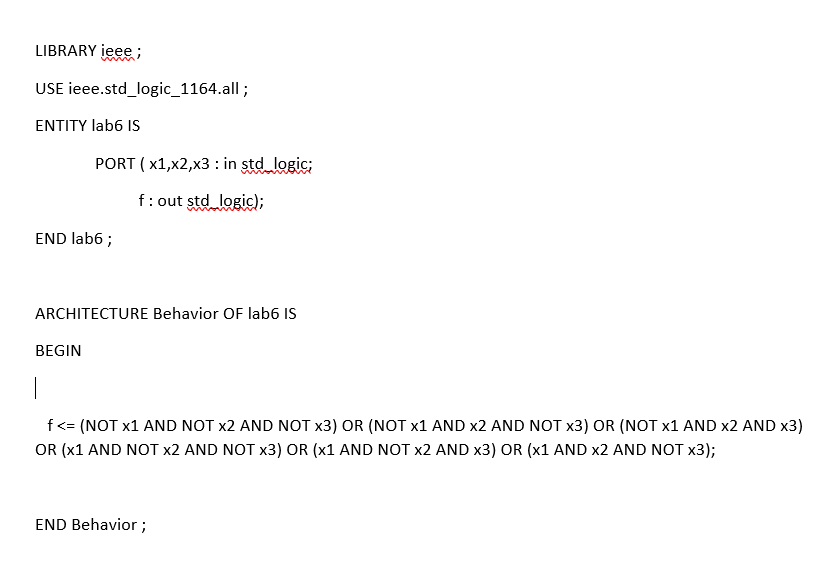 LIBRARY ieee ;
USE ieee.std_logic_1164.all ;
ENTITY lab6 IS
PORT ( x1,x2,x3 : in std_logic;
f : out std_logic);
END lab6 ;
ARCHITECTURE Behavior OF lab6 IS
BEGIN
f <= (NOT x1 AND NOT x2 AND NOT x3) OR (NOT x1 AND x2 AND NOT x3) OR (NOT x1 AND x2 AND x3)
OR (x1 AND NOT x2 AND NOT x3) OR (x1 AND NOT x2 AND x3) OR (x1 AND x2 AND NOT x3);
END Behavior ;